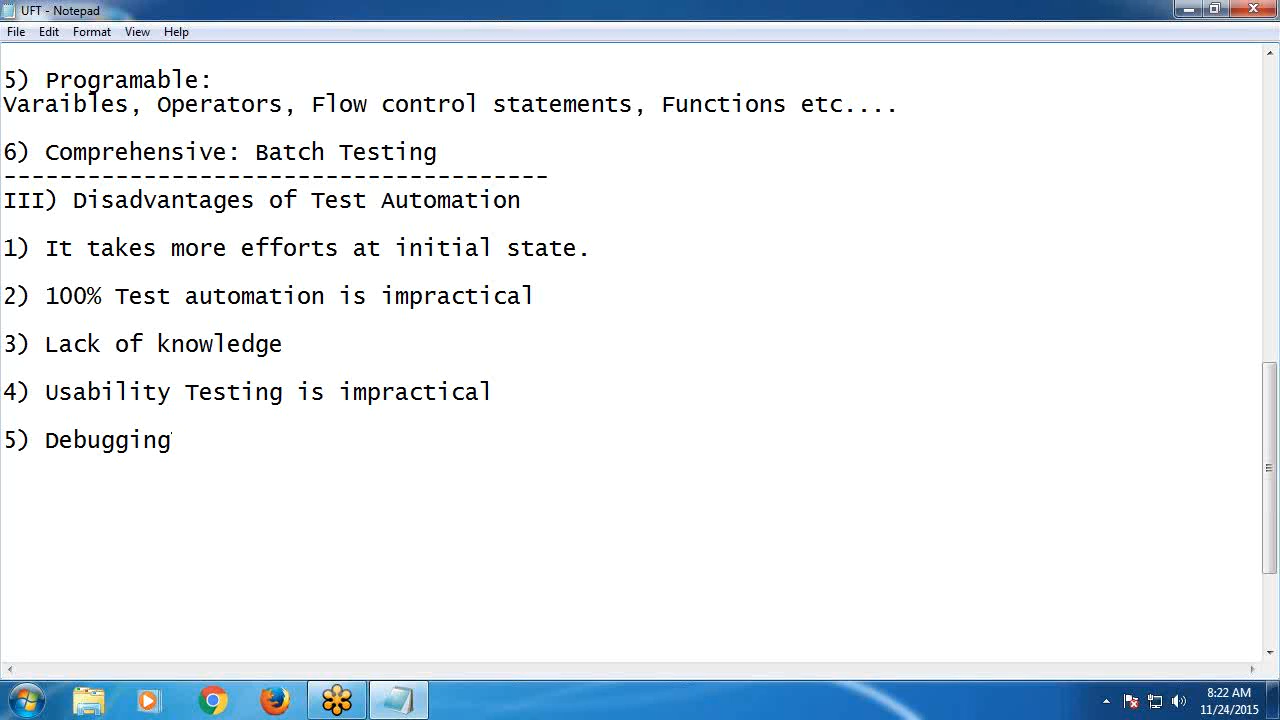 UFT - Notepad
File Edit Format View Help
5) Programable:
Varaibles, Operators, Flow control statements, Functions etc....
6) Comprehensive: Batch Testing
---------------------------------------
III) Disadvantages of Test Automation
1) It takes more efforts at initial state.
2) 100% Test automation is impractical
3) Lack of knowledge
4) Usability Testing is impractical
5) Debugging
8:22 AM
11/24/2015